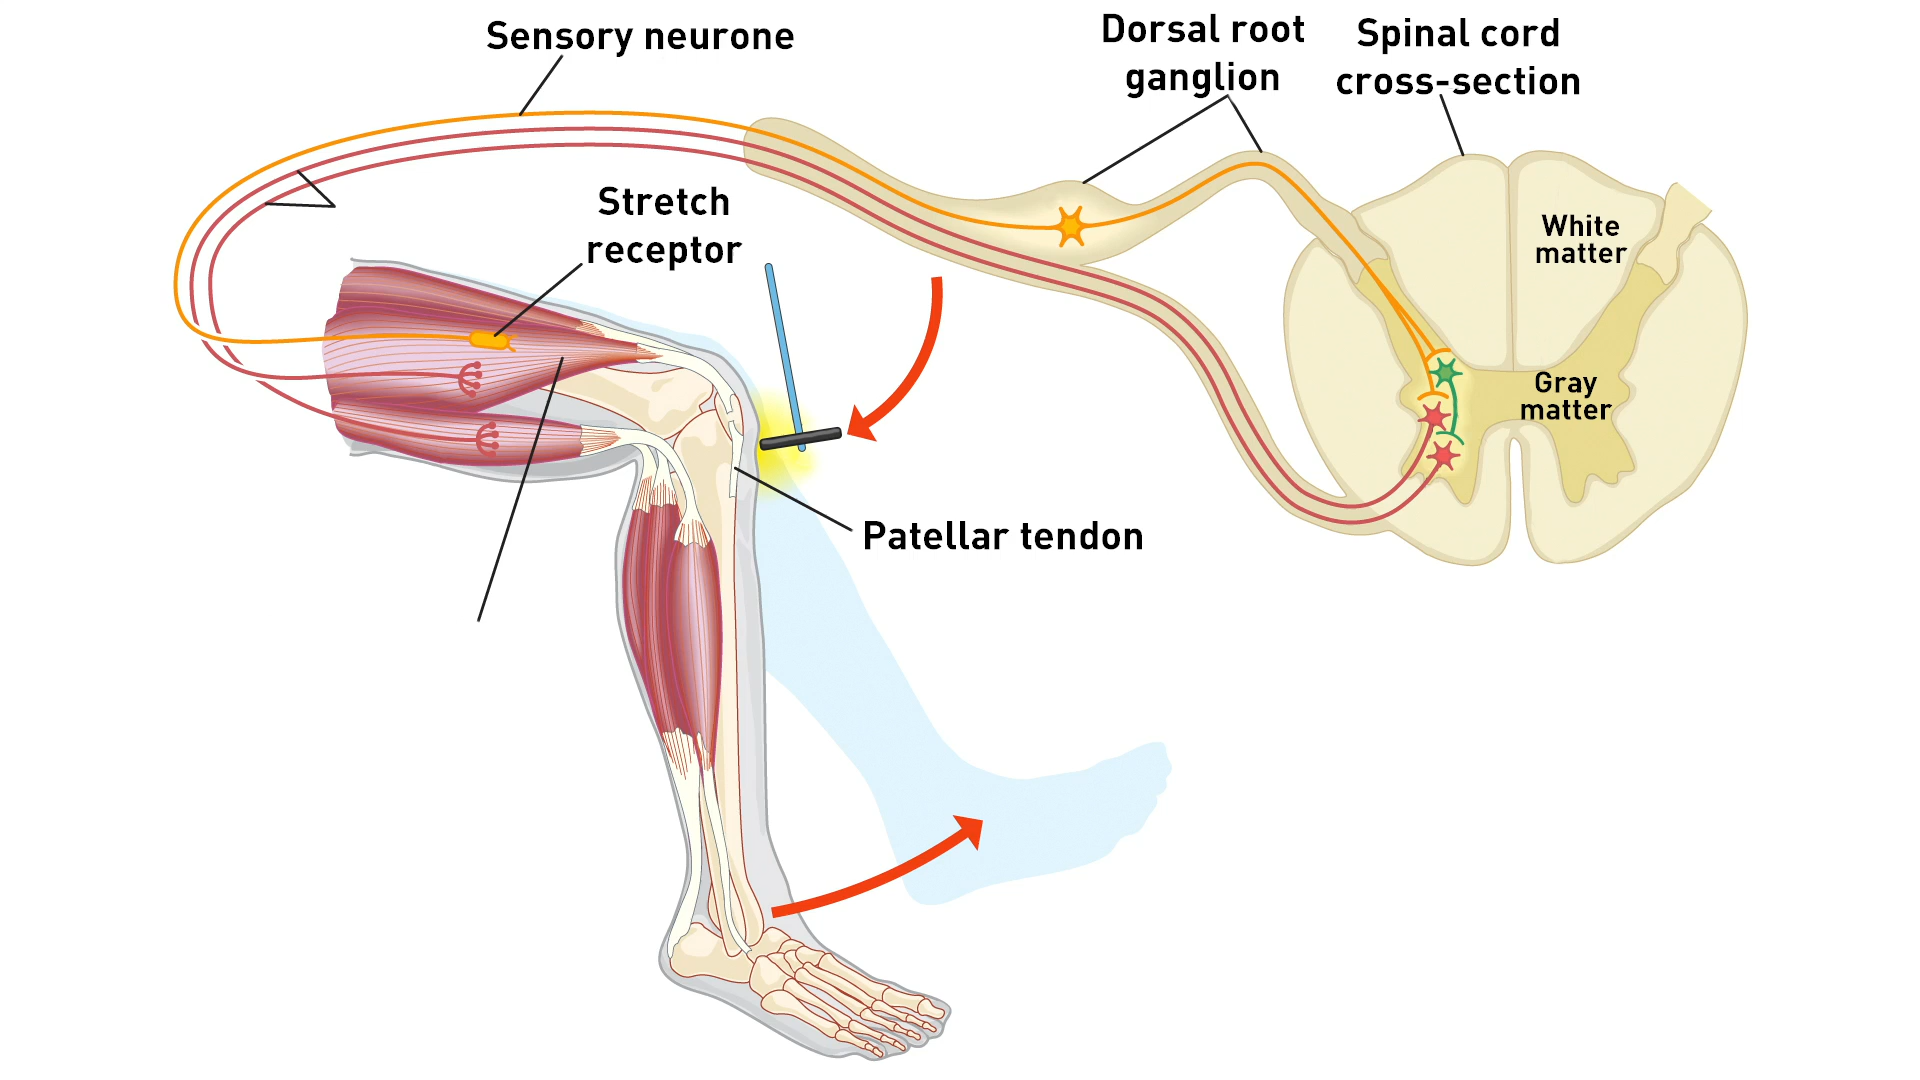 Sensory neurone
Dorsal root
ganglion
Spinal cord
cross-section
Stretch
receptor
White
matter
Gray
matter
Patellar tendon